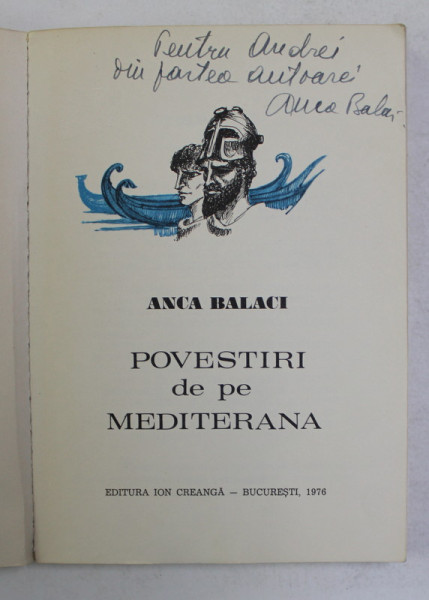 Pentru Andrei
din partea autoarei
Anca Balaci
ANCA BALACI
POVESTIRI
de pe
MEDITERANA
EDITURA ION CREANGĂ — BUCUREȘTI, 1976